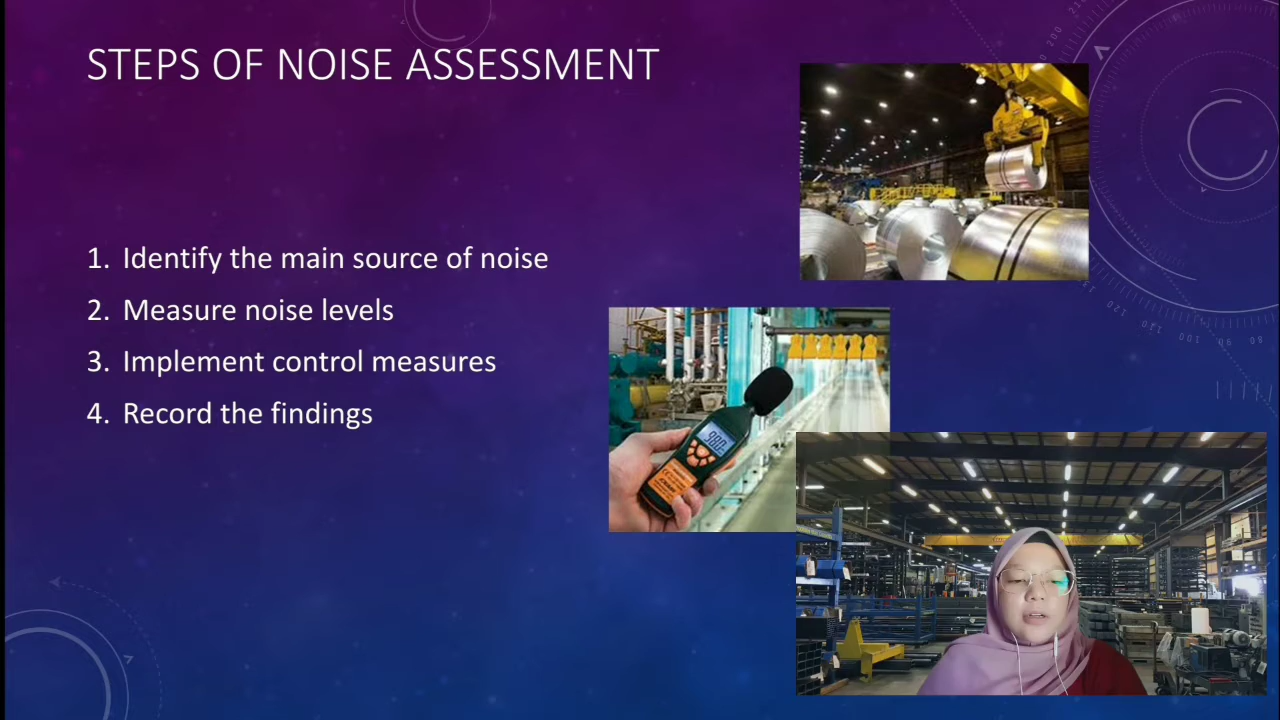 STEPS OF NOISE ASSESSMENT
1. Identify the main source of noise
2. Measure noise levels
3. Implement control measures
4. Record the findings